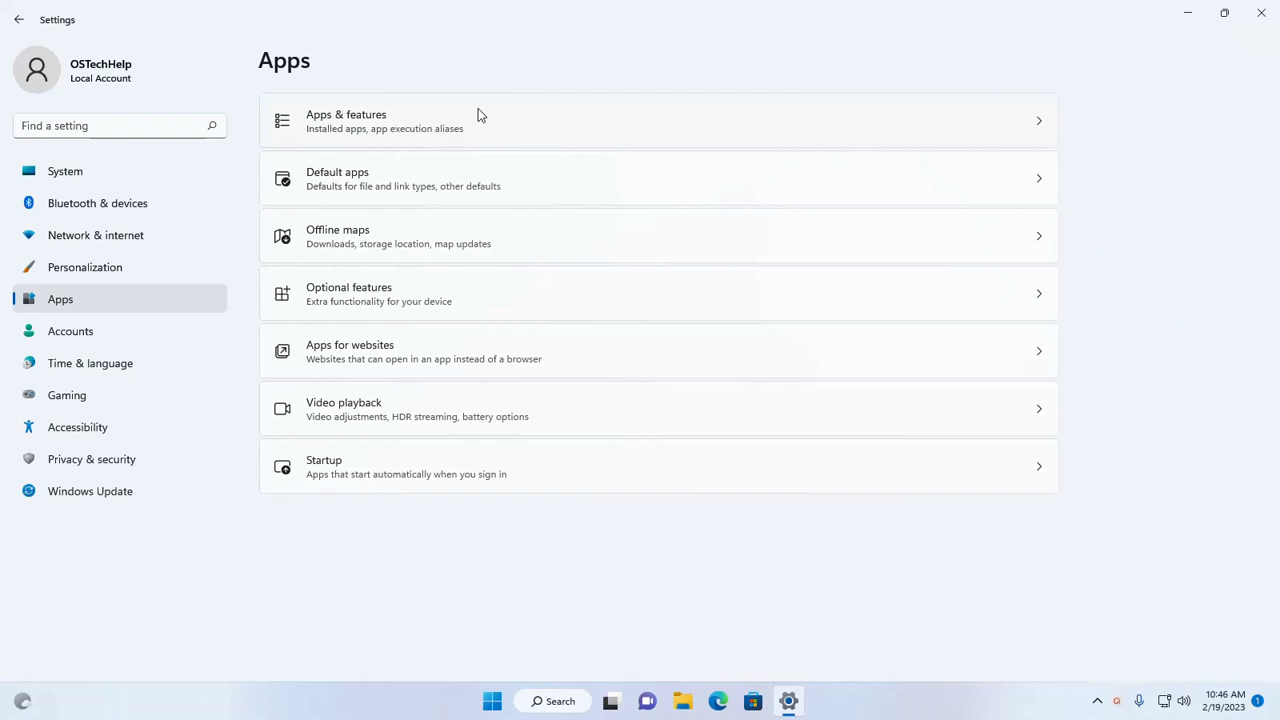 Settings
OSTechHelp
Local Account
Find a setting
System
Bluetooth & devices
Network & internet
Personalization
Apps
Accounts
Time & language
Gaming
Accessibility
Privacy & security
Windows Update
Apps
Apps & features
Installed apps, app execution aliases
Default apps
Defaults for file and link types, other defaults
Offline maps
Downloads, storage location, map updates
Optional features
Extra functionality for your device
Apps for websites
Websites that can open in an app instead of a browser
Video playback
Video adjustments, HDR streaming, battery options
Startup
Apps that start automatically when you sign in
Search
10:46 AM
2/19/2023
1